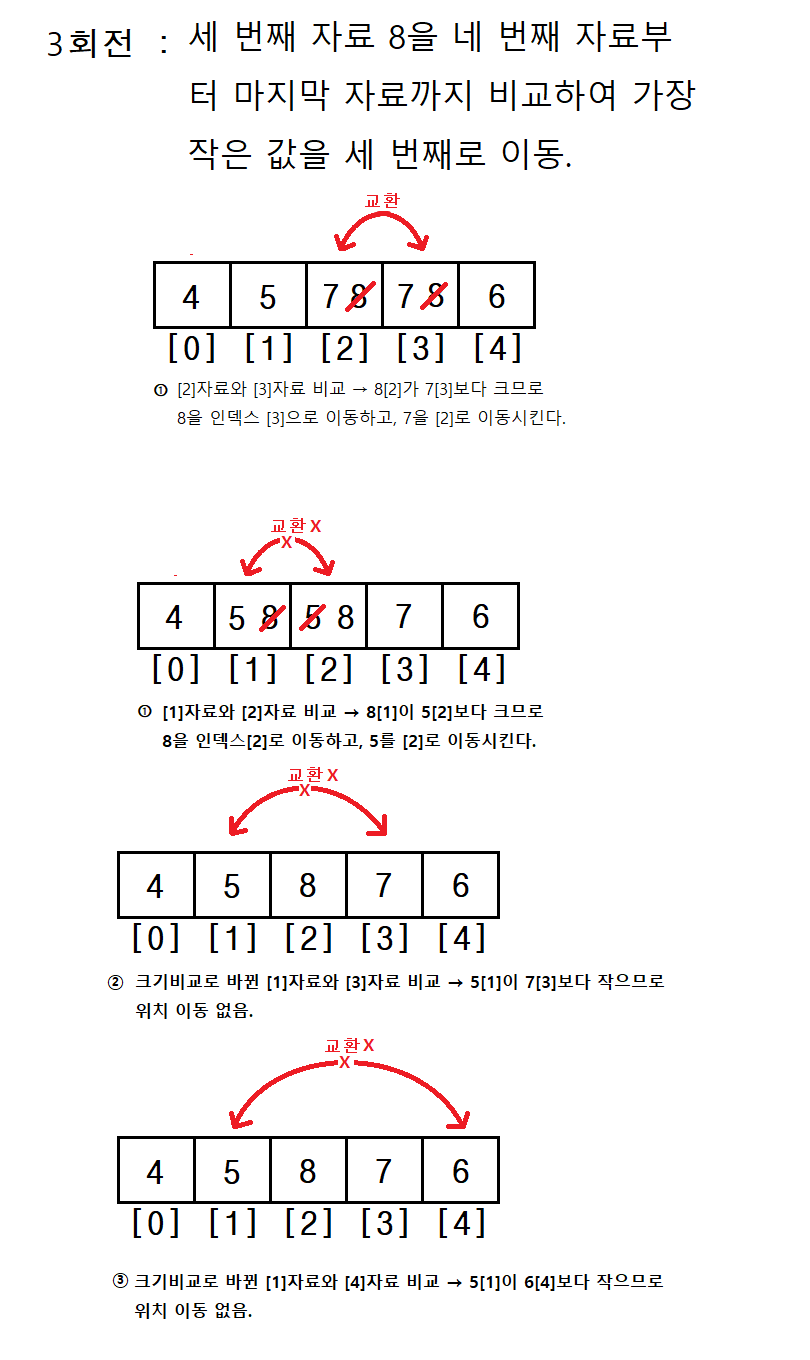 3회전 : 세 번째 자료 8을 네 번째 자료부
터 마지막 자료까지 비교하여 가장
작은 값을 세 번째로 이동.
교환
4 5 7 8 7 8 6
[0] [1] [2] [3] [4]
① [2]자료와 [3]자료 비교 → 8[2]가 7[3]보다 크므로
8을 인덱스 [3]으로 이동하고, 7을 [2]로 이동시킨다.
교환X
X
4 5 8 5 8 7 6
[0] [1] [2] [3] [4]
① [1]자료와 [2]자료 비교 → 8[1]이 5[2]보다 크므로
8을 인덱스[2]로 이동하고, 5를 [2]로 이동시킨다.
교환X
X
4 5 8 7 6
[0] [1] [2] [3] [4]
② 크기비교로 바뀐 [1]자료와 [3]자료 비교 → 5[1]이 7[3]보다 작으므로
위치 이동 없음.
교환X
X
4 5 8 7 6
[0] [1] [2] [3] [4]
③ 크기비교로 바뀐 [1]자료와 [4]자료 비교 → 5[1]이 6[4]보다 작으므로
위치 이동 없음.